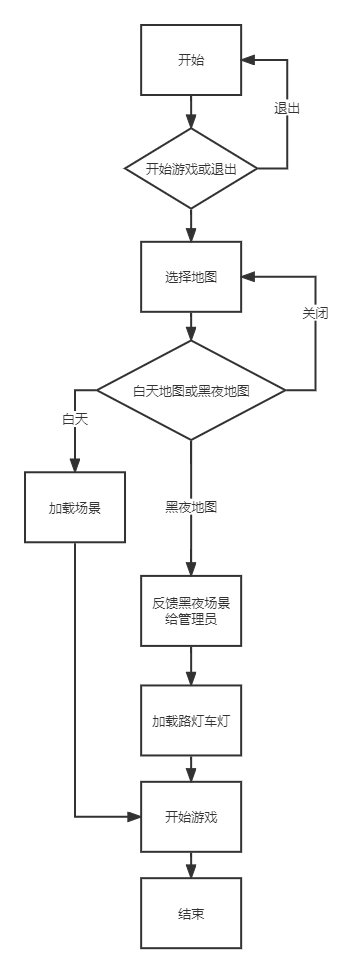 开始
退出
开始游戏或退出
选择地图
关闭
白天地图或黑夜地图
白天
加载场景
黑夜地图
反馈黑夜场景
给管理员
加载路灯车灯
开始游戏
结束